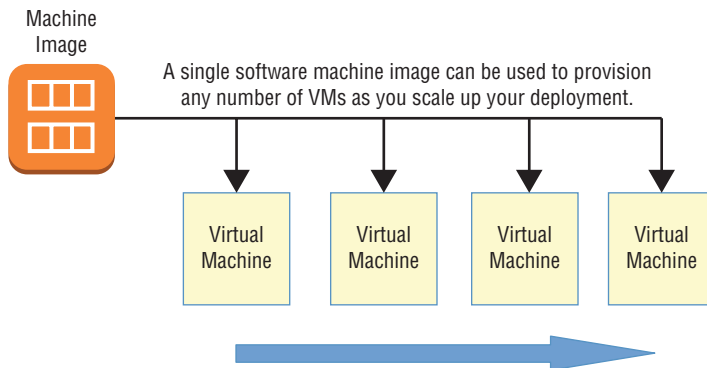 Machine
Image
A single software machine image can be used to provision
any number of VMs as you scale up your deployment.
Virtual
Machine
Virtual
Machine
Virtual
Machine
Virtual
Machine